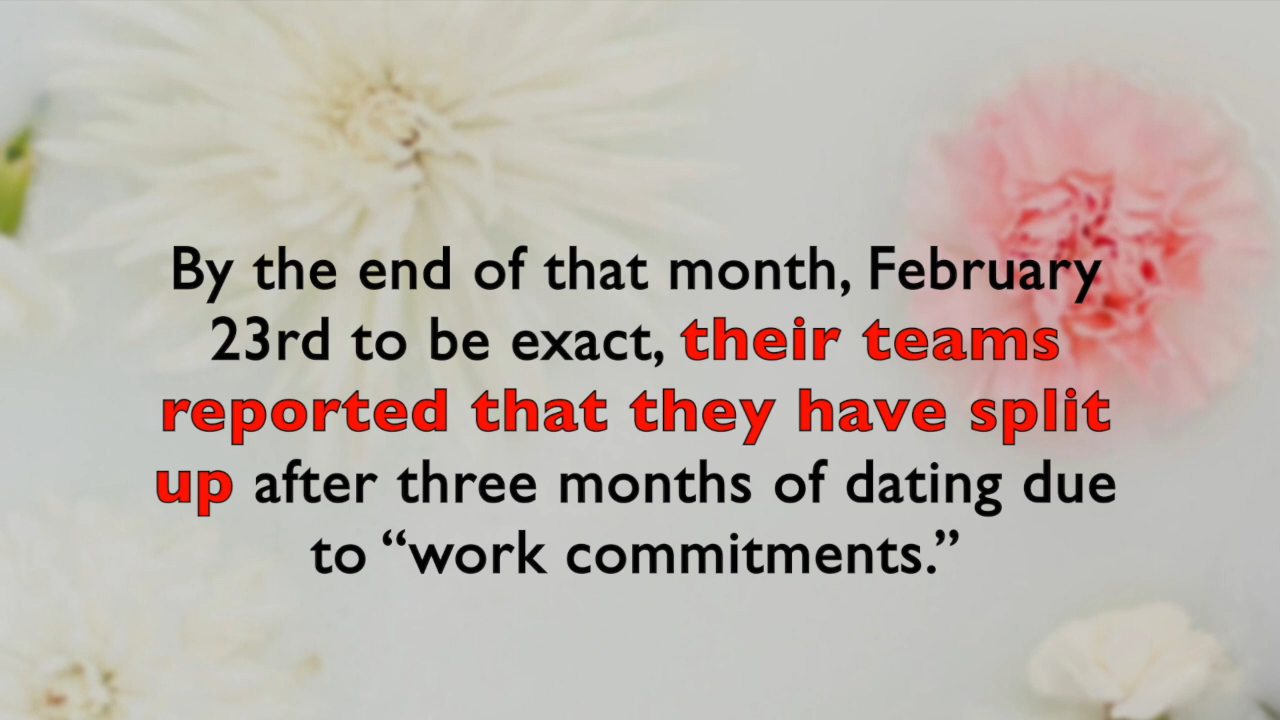 By the end of that month, February
23rd to be exact, their teams
reported that they have split
up after three months of dating due
to “work commitments.”